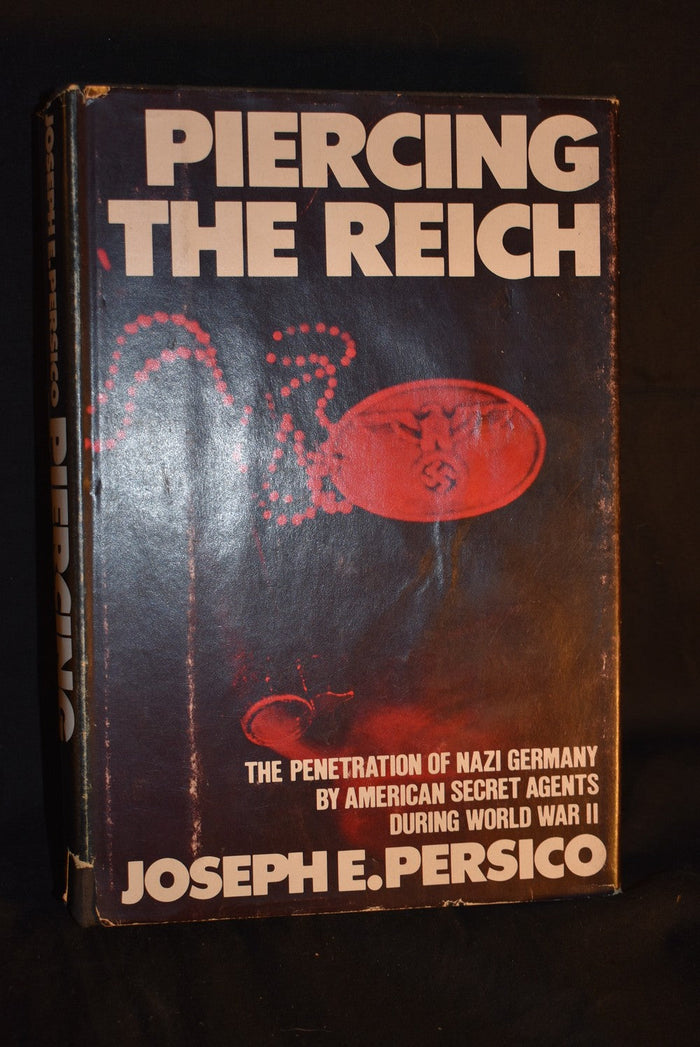 PIERCING
THE REICH
THE PENETRATION OF NAZI GERMANY
BY AMERICAN SECRET AGENTS
DURING WORLD WAR II
JOSEPH E. PERSICO
JOSEPH E. PERSICO PIERCING